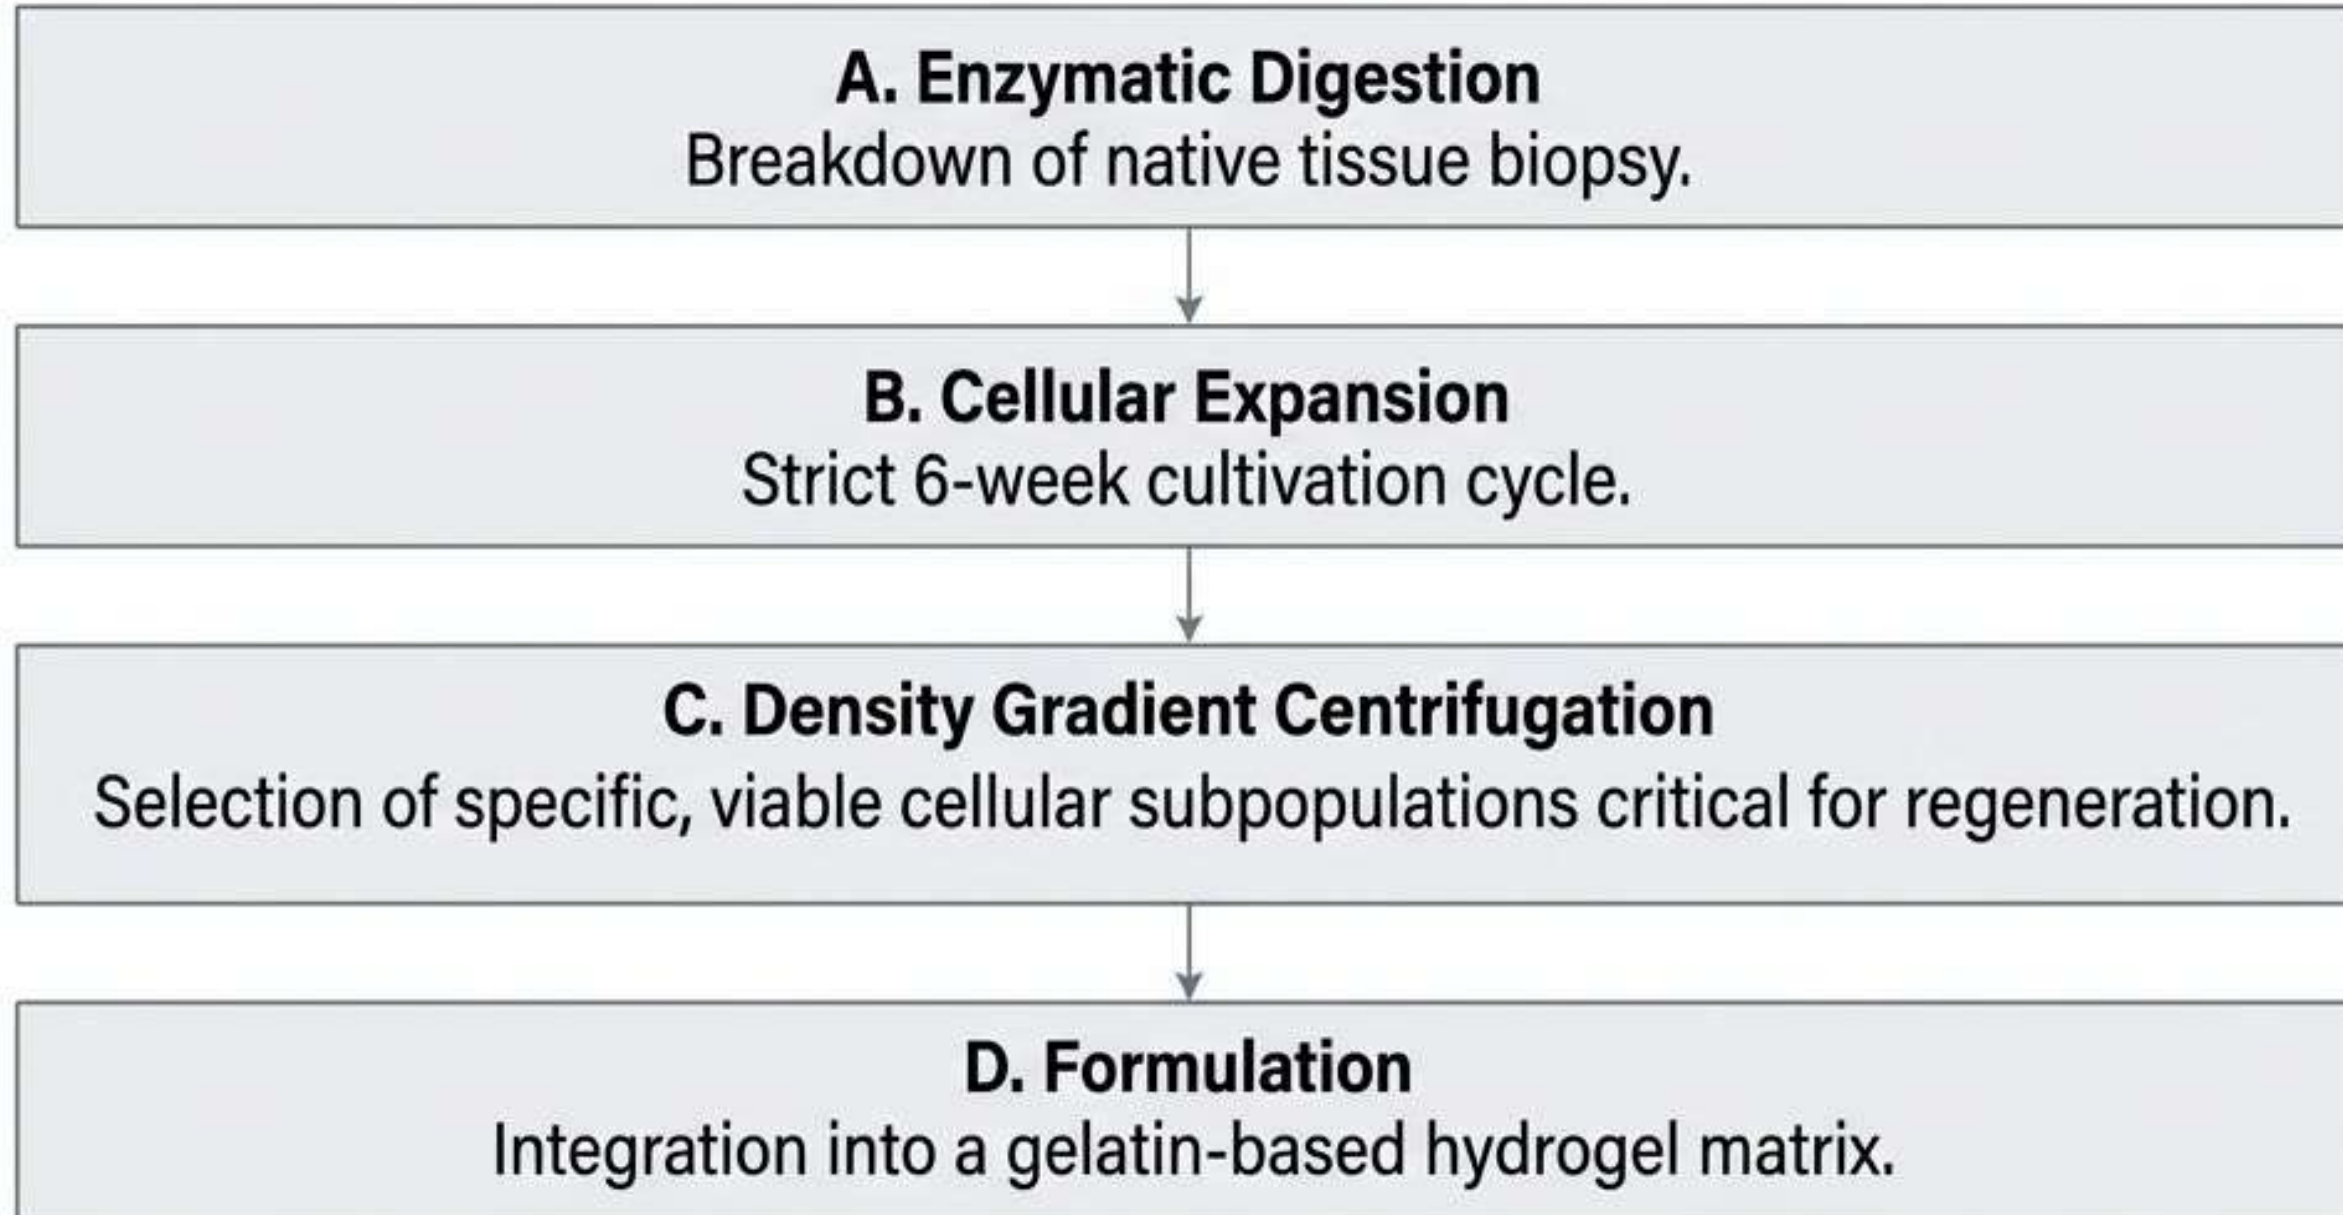 A. Enzymatic Digestion
Breakdown of native tissue biopsy.
B. Cellular Expansion
Strict 6-week cultivation cycle.
C. Density Gradient Centrifugation
Selection of specific, viable cellular subpopulations critical for regeneration.
D. Formulation
Integration into a gelatin-based hydrogel matrix.